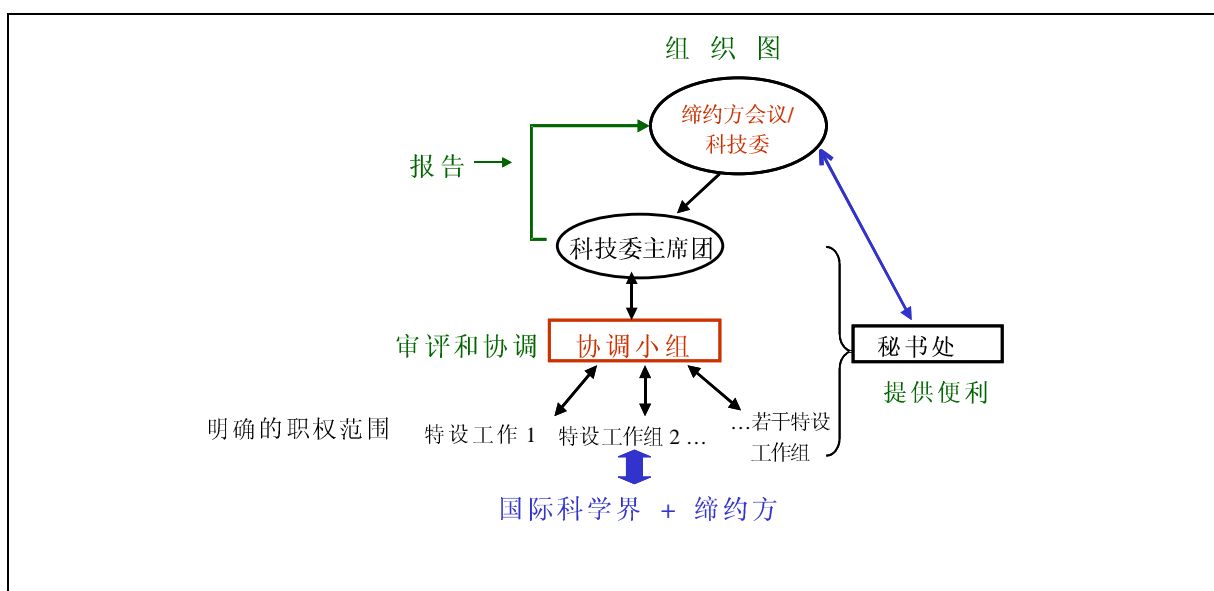 组 织 图
缔约方会议/
科技委
报告
科技委主席团
审评和协调
协调小组
秘书处
提供便利
明确的职权范围
特设工作 1
特设工作组 2 …
…若干特设
工作组
国际科学界 + 缔约方